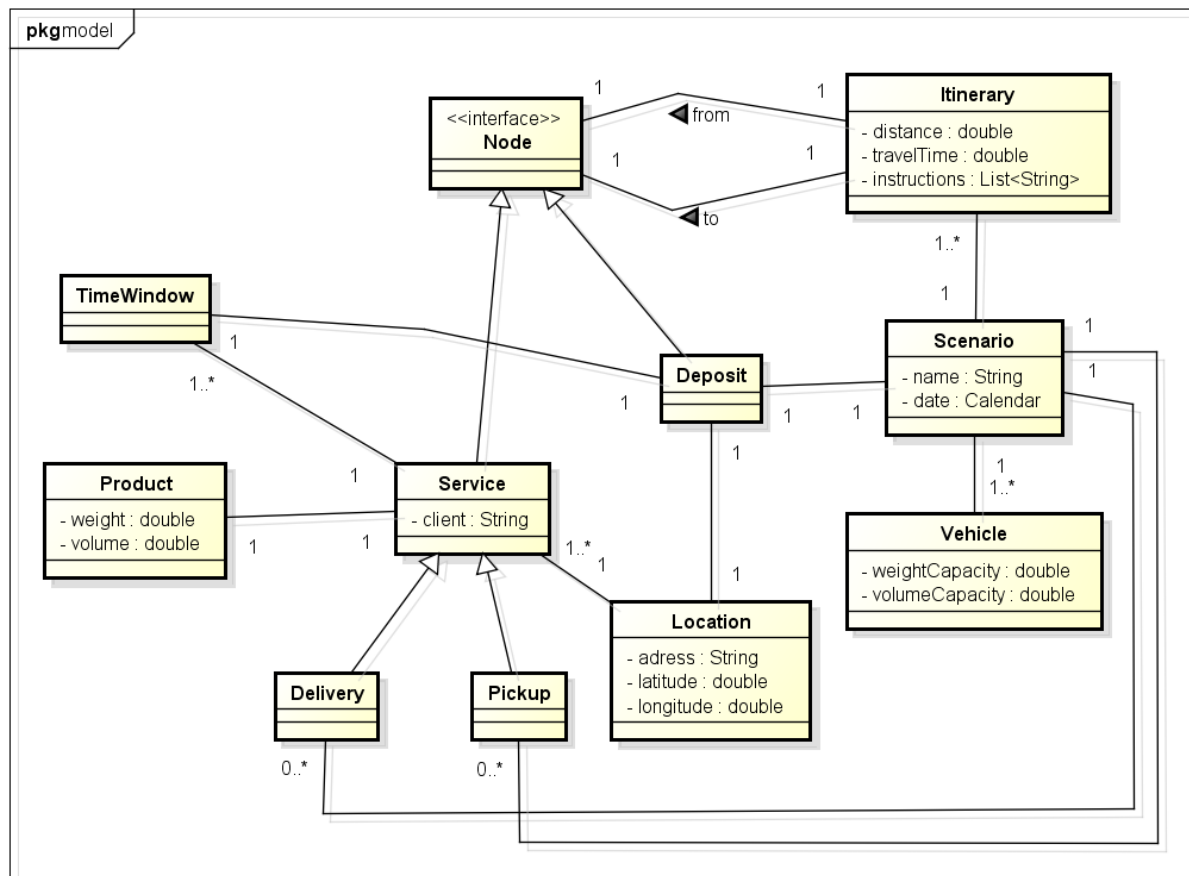 pkg model
<<interface>>
Node
1
from
1
1
to
1
Itinerary
- distance : double
- travelTime : double
- instructions : List<String>
1..*
1
TimeWindow
1
1..*
1
1
Deposit
1
1
1
Scenario
- name : String
- date : Calendar
1
1
1
1..*
Product
- weight : double
- volume : double
1
1
Service
- client : String
1..*
1
1
Vehicle
- weightCapacity : double
- volumeCapacity : double
Location
- adress : String
- latitude : double
- longitude : double
Delivery
0..*
Pickup
0..*